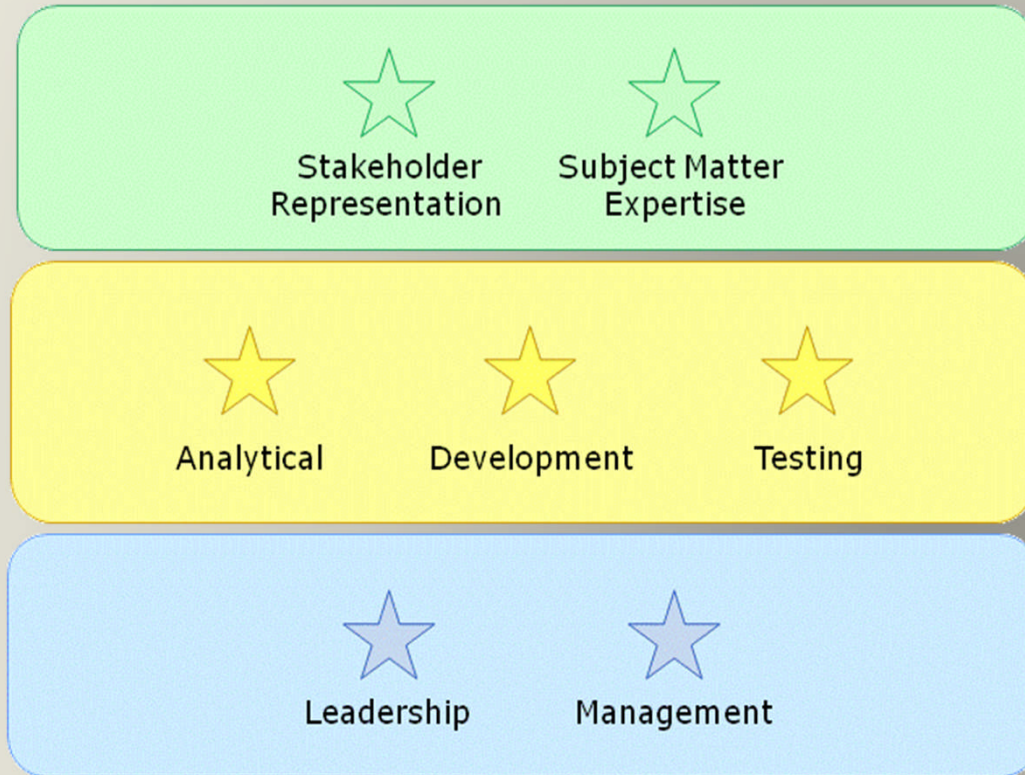 Stakeholder Subject Matter
Representation Expertise
Analytical Development Testing
Leadership Management